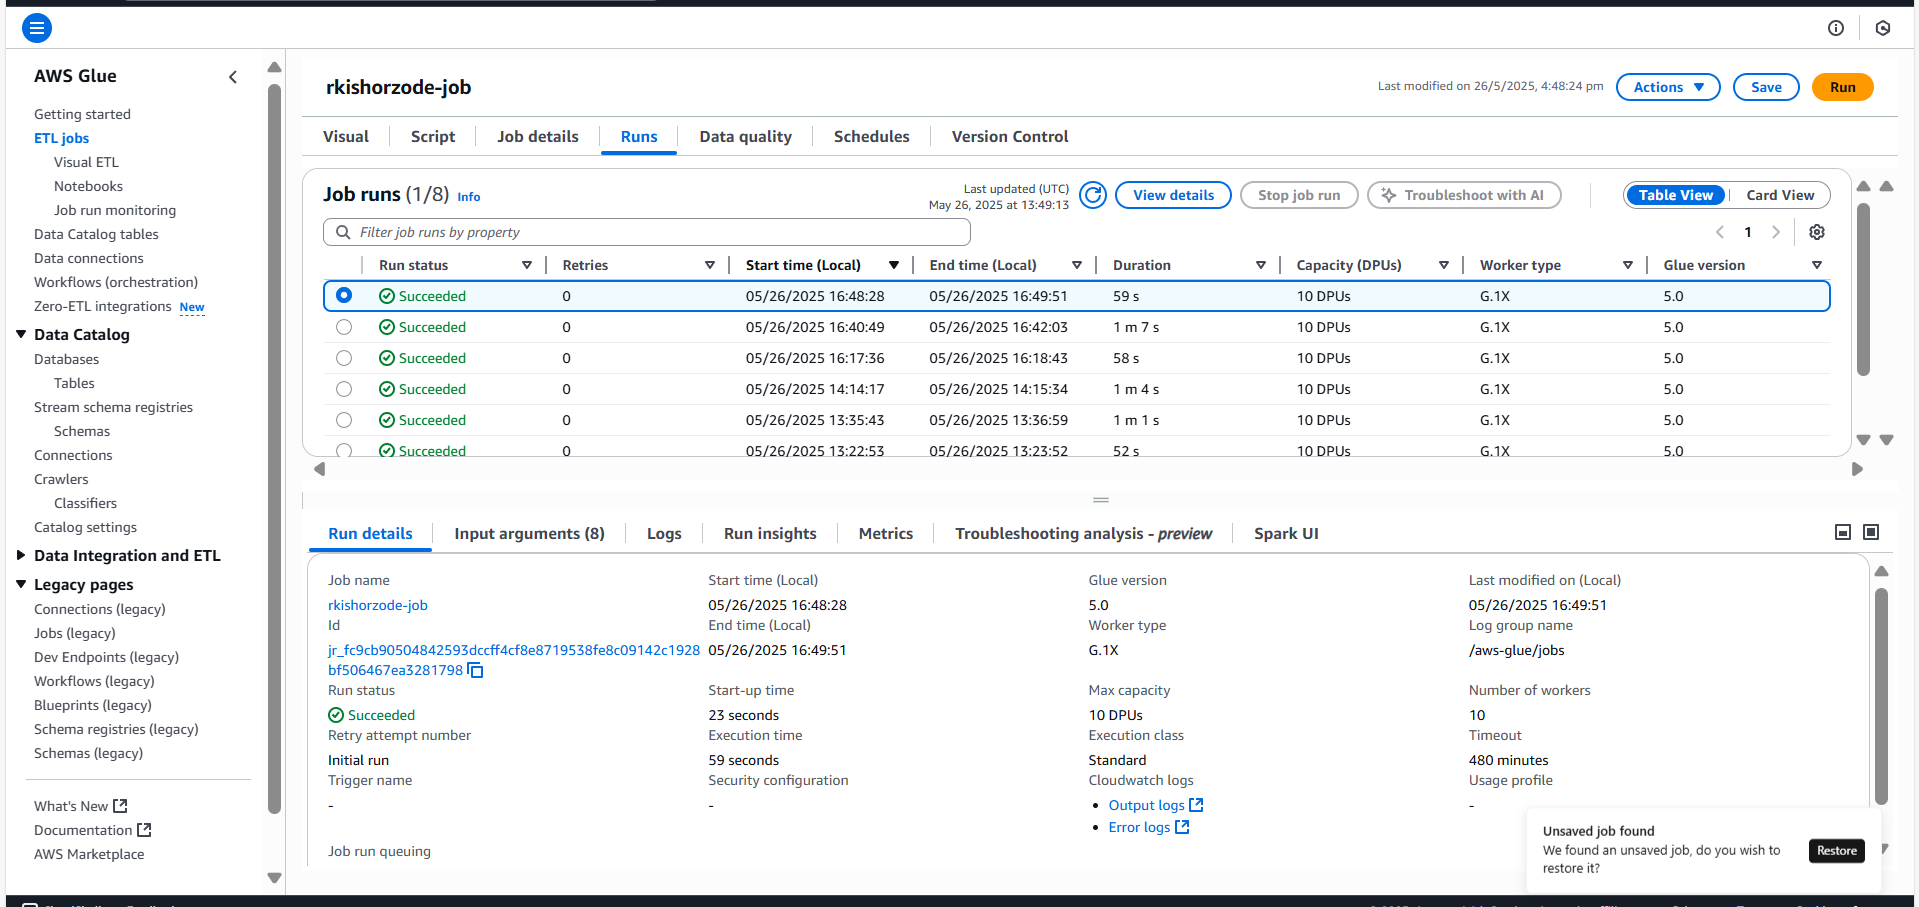 AWS Glue
Getting started
ETL jobs
Visual ETL
Notebooks
Job run monitoring
Data Catalog tables
Data connections
Workflows (orchestration)
Zero-ETL integrations New
Data Catalog
Databases
Tables
Stream schema registries
Schemas
Connections
Crawlers
Classifiers
Catalog settings
Data Integration and ETL
Legacy pages
Connections (legacy)
Jobs (legacy)
Dev Endpoints (legacy)
Workflows (legacy)
Blueprints (legacy)
Schema registries (legacy)
Schemas (legacy)
What's New
Documentation
AWS Marketplace
rkishorzode-job
Last modified on 26/5/2025, 4:48:24 pm
Actions
Save
Run
Visual Script Job details Runs Data quality Schedules Version Control
Job runs (1/8) Info
Last updated (UTC)
May 26, 2025 at 13:49:13
View details
Stop job run
Troubleshoot with AI
Table View Card View
Filter job runs by property
1
Run status Retries Start time (Local) End time (Local) Duration Capacity (DPUs) Worker type Glue version
Succeeded 0 05/26/2025 16:48:28 05/26/2025 16:49:51 59 s 10 DPUs G.1X 5.0
Succeeded 0 05/26/2025 16:40:49 05/26/2025 16:42:03 1 m 7 s 10 DPUs G.1X 5.0
Succeeded 0 05/26/2025 16:17:36 05/26/2025 16:18:43 58 s 10 DPUs G.1X 5.0
Succeeded 0 05/26/2025 14:14:17 05/26/2025 14:15:34 1 m 4 s 10 DPUs G.1X 5.0
Succeeded 0 05/26/2025 13:35:43 05/26/2025 13:36:59 1 m 1 s 10 DPUs G.1X 5.0
Succeeded 0 05/26/2025 13:22:53 05/26/2025 13:23:52 52 s 10 DPUs G.1X 5.0
Run details Input arguments (8) Logs Run insights Metrics Troubleshooting analysis - preview Spark UI
Job name Start time (Local) Glue version Last modified on (Local)
rkishorzode-job 05/26/2025 16:48:28 5.0 05/26/2025 16:49:51
Id End time (Local) Worker type Log group name
jr_fc9cb90504842593dccff4cf8e8719538fe8c09142c1928 05/26/2025 16:49:51 G.1X /aws-glue/jobs
bf506467ea3281798
Run status Start-up time Max capacity Number of workers
Succeeded 23 seconds 10 DPUs 10
Retry attempt number Execution time Execution class Timeout
Initial run 59 seconds Standard 480 minutes
Trigger name Security configuration Cloudwatch logs Usage profile
- - • Output logs -
• Error logs
Job run queuing
Unsaved job found
We found an unsaved job, do you wish to
restore it?
Restore